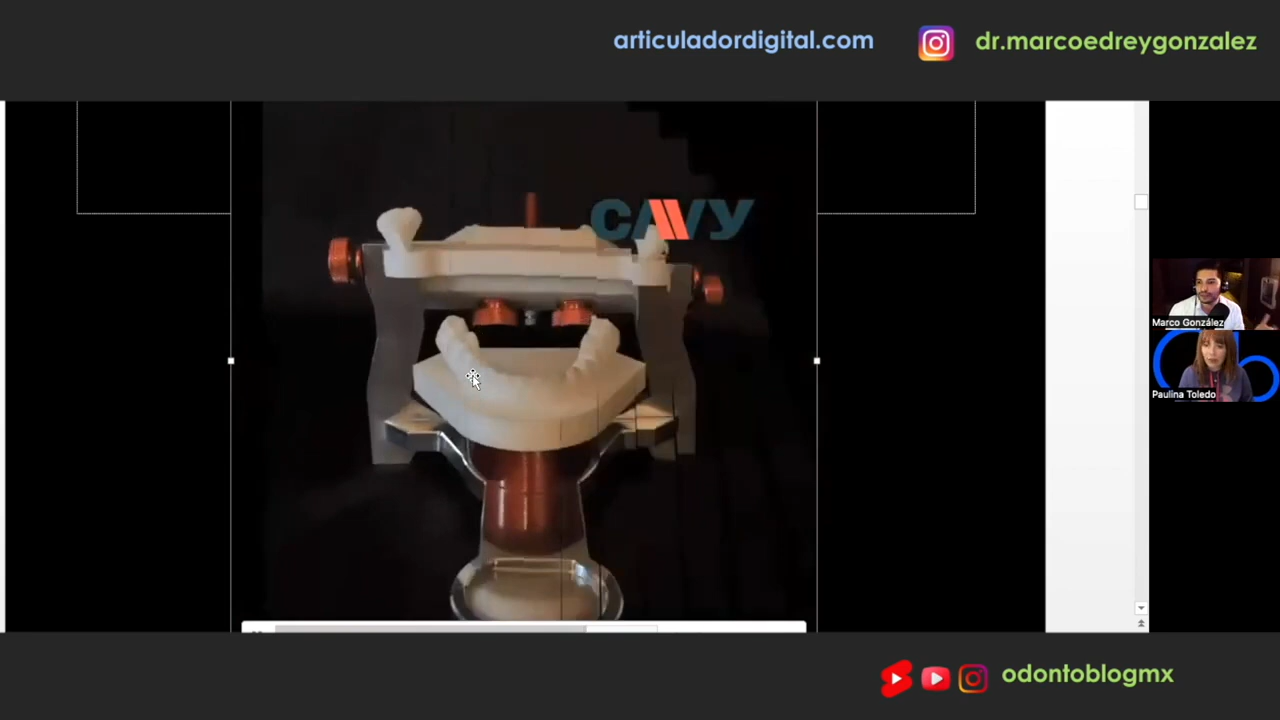 articuladordigital.com
dr.marcoedreygonzalez
CAVY
Marco González
Paulina Toledo
odontoblogmx